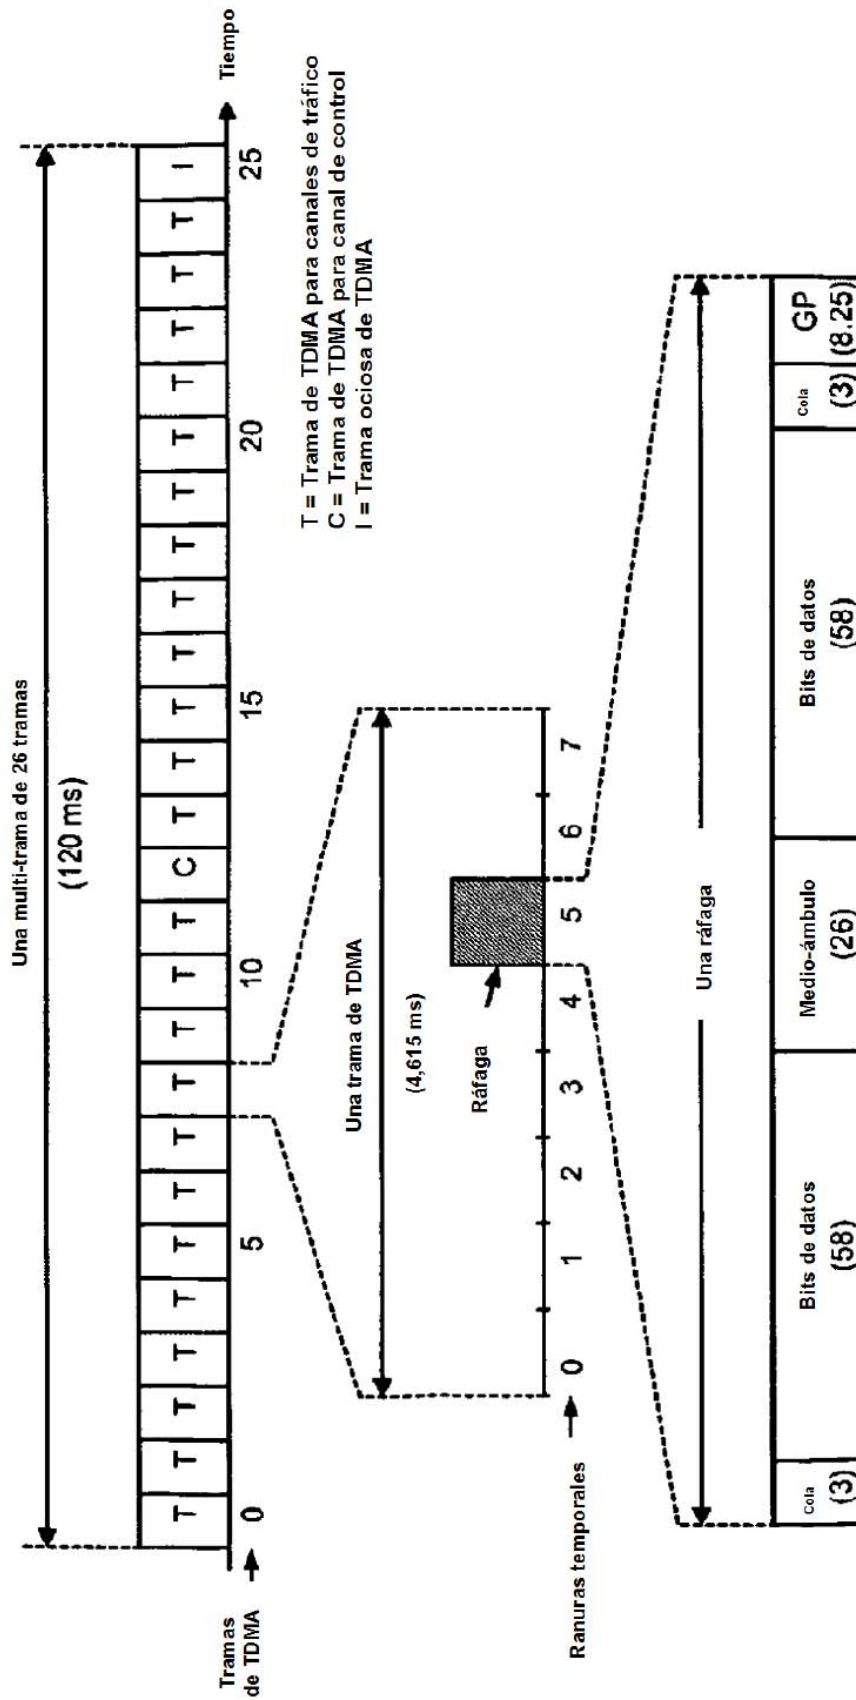 Una multi-trama de 26 tramas
(120 ms)
T T T T T T T T T T T T C T T T T T T T T T T T T I
Tramas de TDMA
0 5 10 15 20 25
Tiempo
T = Trama de TDMA para canales de tráfico
C = Trama de TDMA para canal de control
I = Trama ociosa de TDMA
Una trama de TDMA
(4,615 ms)
Ráfaga
Ranuras temporales
0 1 2 3 4 5 6 7
Una ráfaga
Cola Bits de datos Medio-ámbulo Bits de datos Cola GP
(3) (58) (26) (58) (3) (8.25)